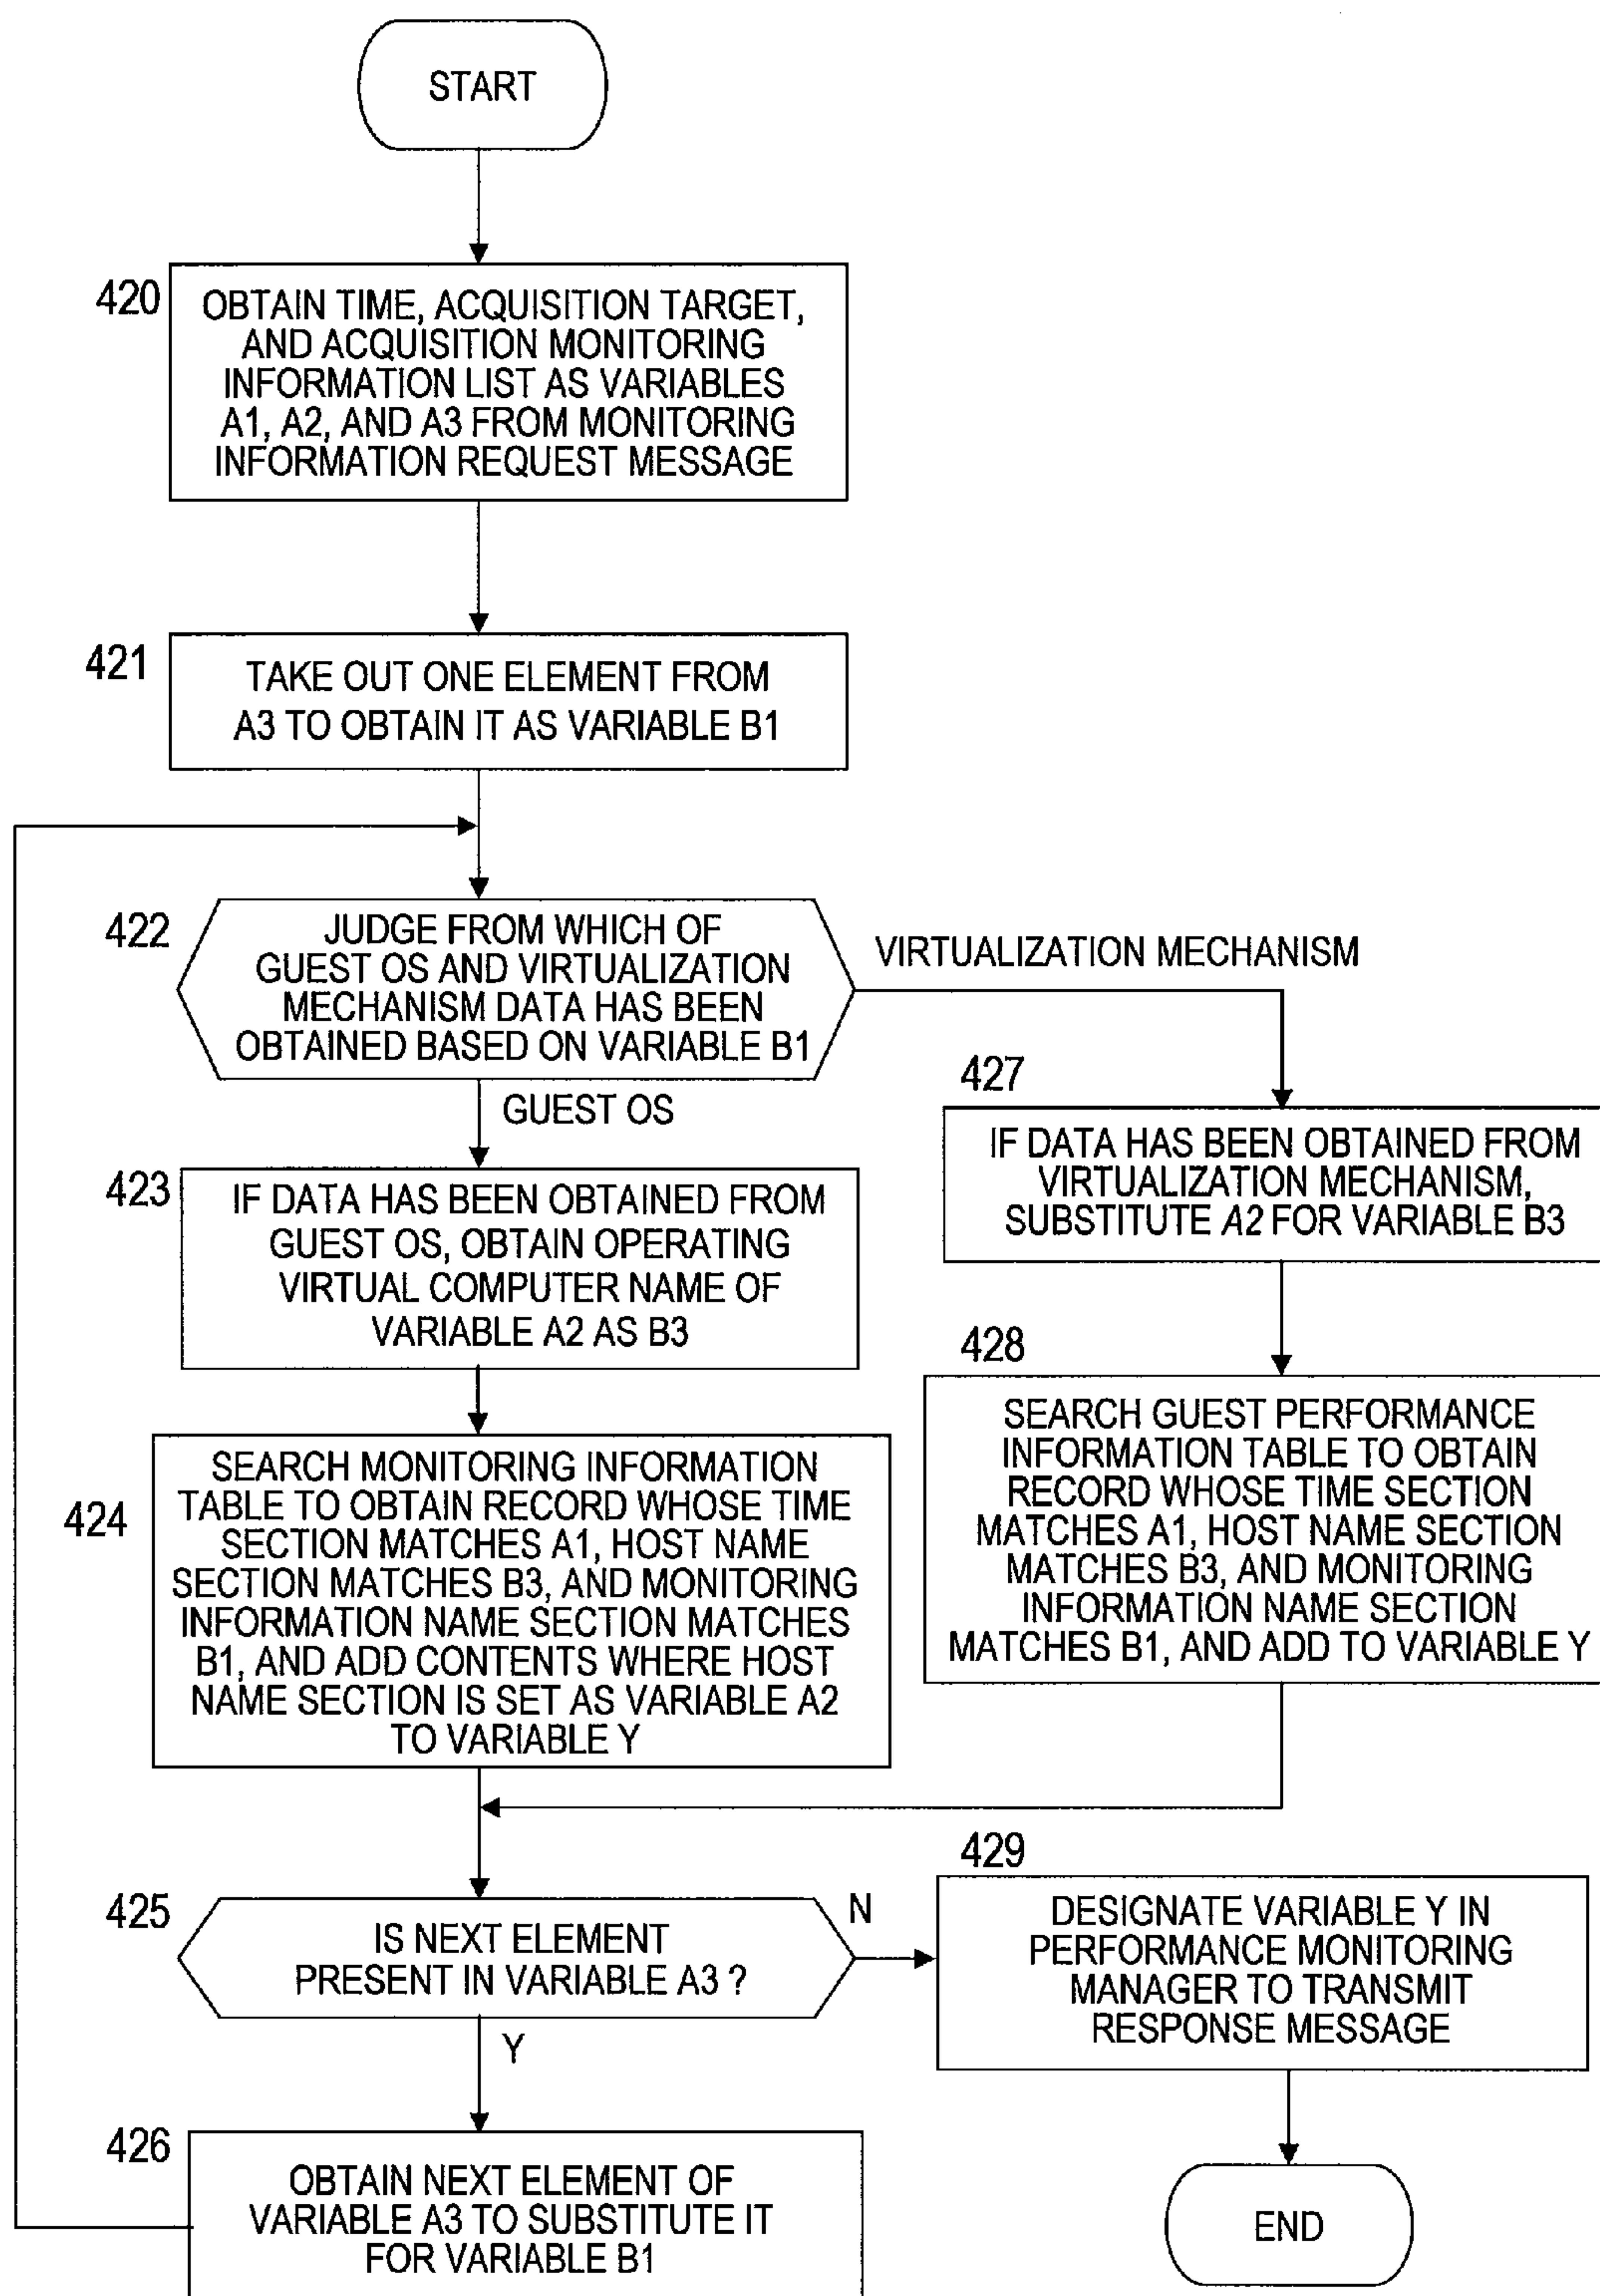 START
420
OBTAIN TIME, ACQUISITION TARGET,
AND ACQUISITION MONITORING
INFORMATION LIST AS VARIABLES
A1, A2, AND A3 FROM MONITORING
INFORMATION REQUEST MESSAGE
421
TAKE OUT ONE ELEMENT FROM
A3 TO OBTAIN IT AS VARIABLE B1
422
JUDGE FROM WHICH OF
GUEST OS AND VIRTUALIZATION
MECHANISM DATA HAS BEEN
OBTAINED BASED ON VARIABLE B1
VIRTUALIZATION MECHANISM
GUEST OS
423
IF DATA HAS BEEN OBTAINED FROM
GUEST OS, OBTAIN OPERATING
VIRTUAL COMPUTER NAME OF
VARIABLE A2 AS B3
427
IF DATA HAS BEEN OBTAINED FROM
VIRTUALIZATION MECHANISM,
SUBSTITUTE A2 FOR VARIABLE B3
424
SEARCH MONITORING INFORMATION
TABLE TO OBTAIN RECORD WHOSE TIME
SECTION MATCHES A1, HOST NAME
SECTION MATCHES B3, AND MONITORING
INFORMATION NAME SECTION MATCHES
B1, AND ADD CONTENTS WHERE HOST
NAME SECTION IS SET AS VARIABLE A2
TO VARIABLE Y
428
SEARCH GUEST PERFORMANCE
INFORMATION TABLE TO OBTAIN
RECORD WHOSE TIME SECTION
MATCHES A1, HOST NAME SECTION
MATCHES B3, AND MONITORING
INFORMATION NAME SECTION
MATCHES B1, AND ADD TO VARIABLE Y
425
IS NEXT ELEMENT
PRESENT IN VARIABLE A3 ?
N
Y
429
DESIGNATE VARIABLE Y IN
PERFORMANCE MONITORING
MANAGER TO TRANSMIT
RESPONSE MESSAGE
426
OBTAIN NEXT ELEMENT OF
VARIABLE A3 TO SUBSTITUTE IT
FOR VARIABLE B1
END